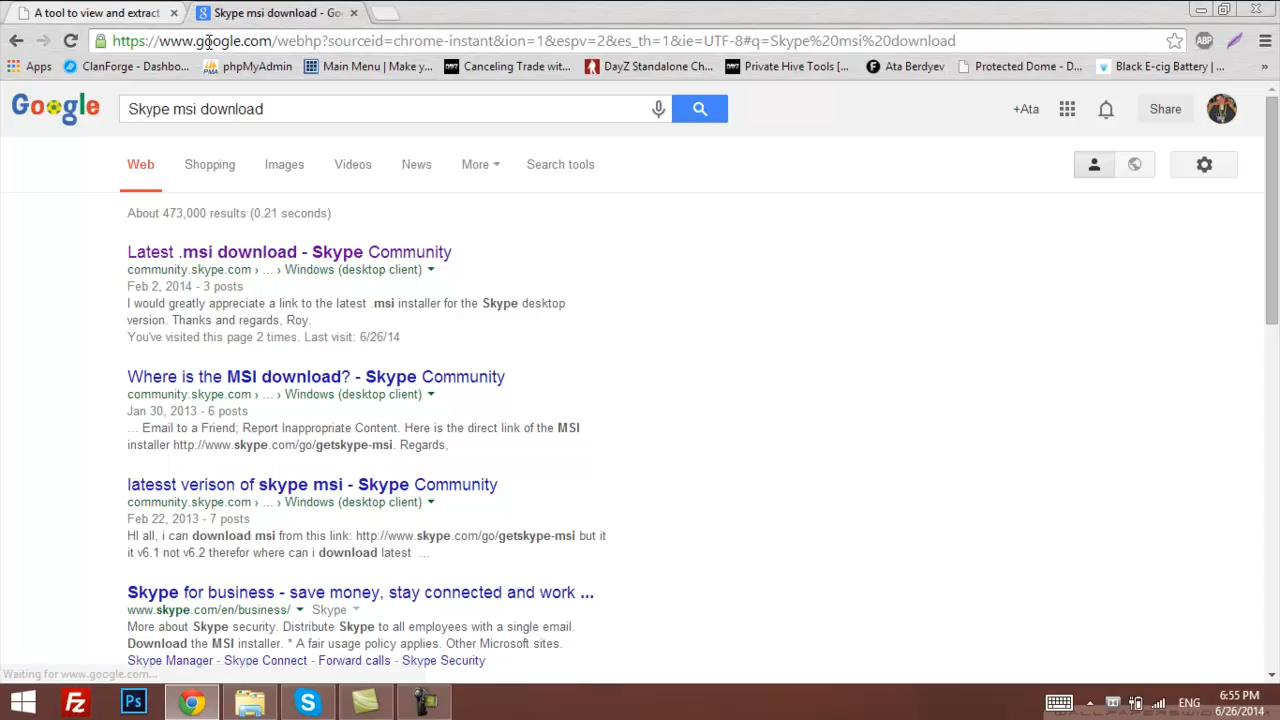 A tool to view and extract
Skype msi download - Go
https://www.google.com/webhp?sourceid=chrome-instant&ion=1&espv=2&es_th=1&ie=UTF-8#q=Skype%20msi%20download
ABP
Apps
ClanForge - Dashbo...
phpMyAdmin
Main Menu | Make y...
Canceling Trade wit...
DayZ Standalone Ch...
Private Hive Tools [...
Ata Berdyev
Protected Dome - D...
Black E-cig Battery | ...
»
Google
Skype msi download
+Ata
Share
Web
Shopping
Images
Videos
News
More
Search tools
About 473,000 results (0.21 seconds)
Latest .msi download - Skype Community
community.skype.com › ... › Windows (desktop client)
Feb 2, 2014 - 3 posts
I would greatly appreciate a link to the latest .msi installer for the Skype desktop
version. Thanks and regards, Roy.
You've visited this page 2 times. Last visit: 6/26/14
Where is the MSI download? - Skype Community
community.skype.com › ... › Windows (desktop client)
Jan 30, 2013 - 6 posts
... Email to a Friend; Report Inappropriate Content. Here is the direct link of the MSI
installer http://www.skype.com/go/getskype-msi. Regards,
latesst verison of skype msi - Skype Community
community.skype.com › ... › Windows (desktop client)
Feb 22, 2013 - 7 posts
HI all, i can download msi from this link: http://www.skype.com/go/getskype-msi but it
it v6.1 not v6.2 therefor where can i download latest ...
Skype for business - save money, stay connected and work ...
www.skype.com/en/business/
Skype
More about Skype security. Distribute Skype to all employees with a single email.
Download the MSI installer. * A fair usage policy applies. Other Microsoft sites.
Skype Manager - Skype Connect - Forward calls - Skype Security
Waiting for www.google.com...
Fz
Ps
S
ENG
6:55 PM
6/26/2014